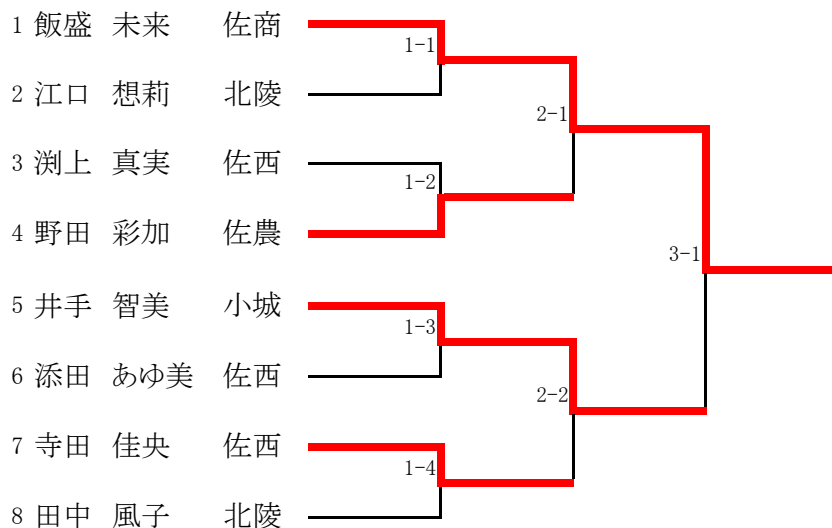 1 飯盛 未来 佐商
1-1
2 江口 想莉 北陵
2-1
3 渕上 真実 佐西
1-2
4 野田 彩加 佐農
3-1
5 井手 智美 小城
1-3
6 添田 あゆ美 佐西
2-2
7 寺田 佳央 佐西
1-4
8 田中 風子 北陵